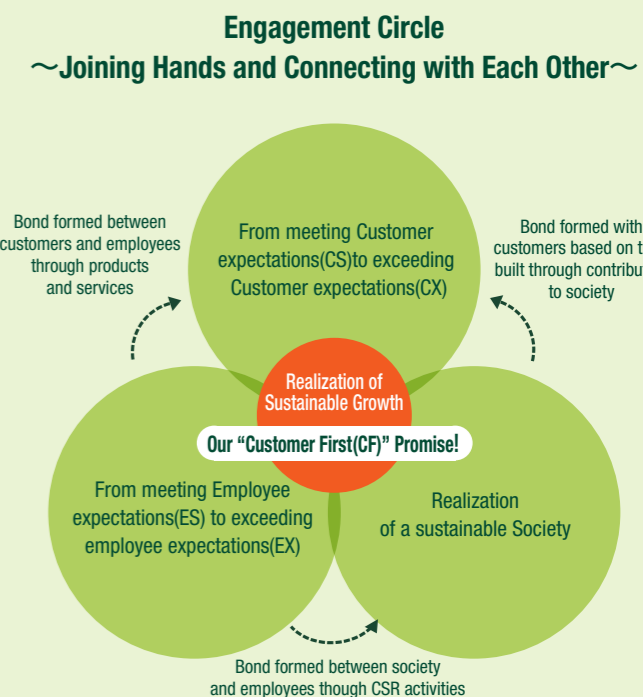 Engagement Circle
～Joining Hands and Connecting with Each Other～
Bond formed between
customers and employees
through products
and services
From meeting Customer
expectations(CS)to exceeding
Customer expectations(CX)
Bond formed with
customers based on
built through
to society
Realization of
Sustainable Growth
Our “Customer First(CF)” Promise!
From meeting Employee
expectations(ES) to exceeding
employee expectations(EX)
Realization
of a sustainable Society
Bond formed between society
and employees though CSR activities